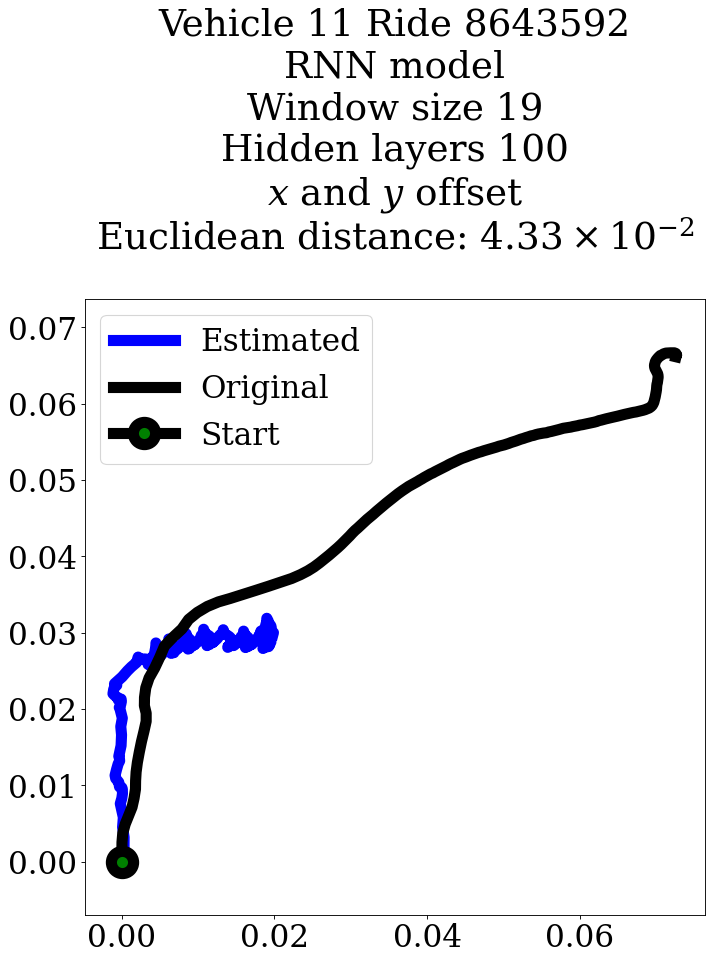 Vehicle 11 Ride 8643592
RNN model
Window size 19
Hidden layers 100
x and y offset
Euclidean distance: 4.33 × 10⁻²
Estimated
Original
Start
0.07
0.06
0.05
0.04
0.03
0.02
0.01
0.00
0.00 0.02 0.04 0.06